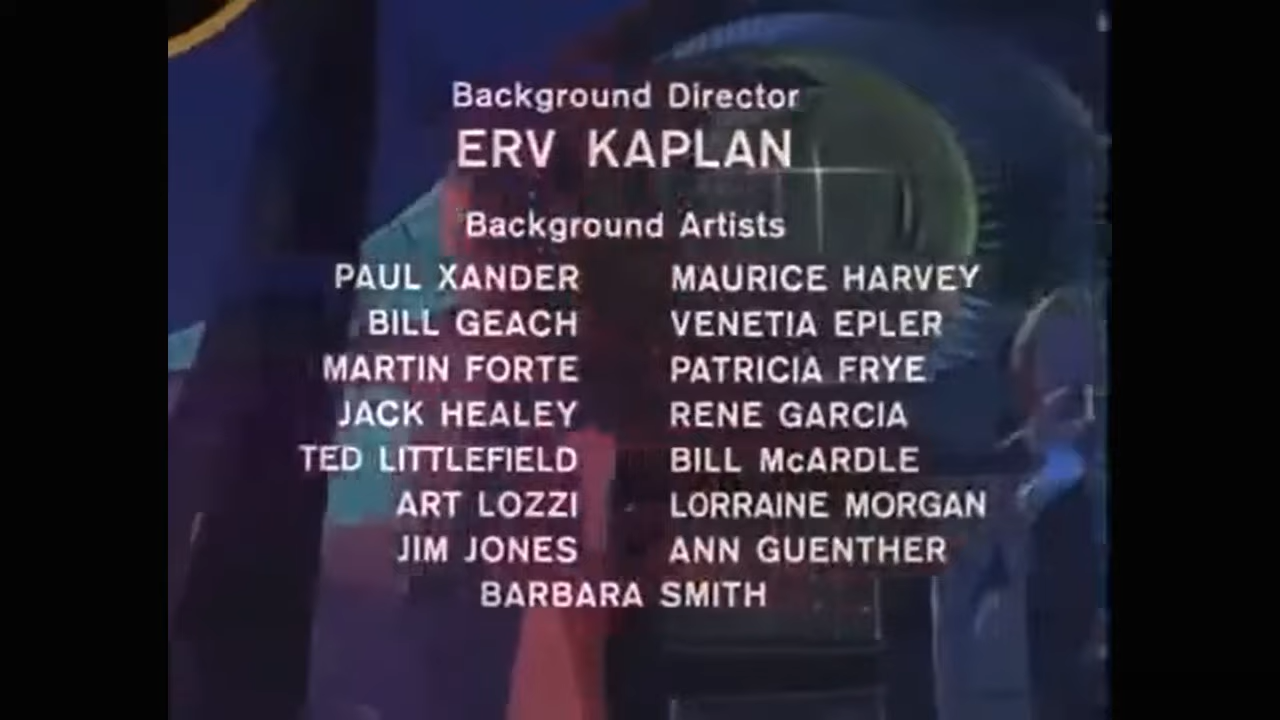 Background Director
ERV KAPLAN
Background Artists
PAUL XANDER MAURICE HARVEY
BILL GEACH VENETIA EPLER
MARTIN FORTE PATRICIA FRYE
JACK HEALEY RENE GARCIA
TED LITTLEFIELD BILL McARDLE
ART LOZZI LORRAINE MORGAN
JIM JONES ANN GUENTHER
BARBARA SMITH